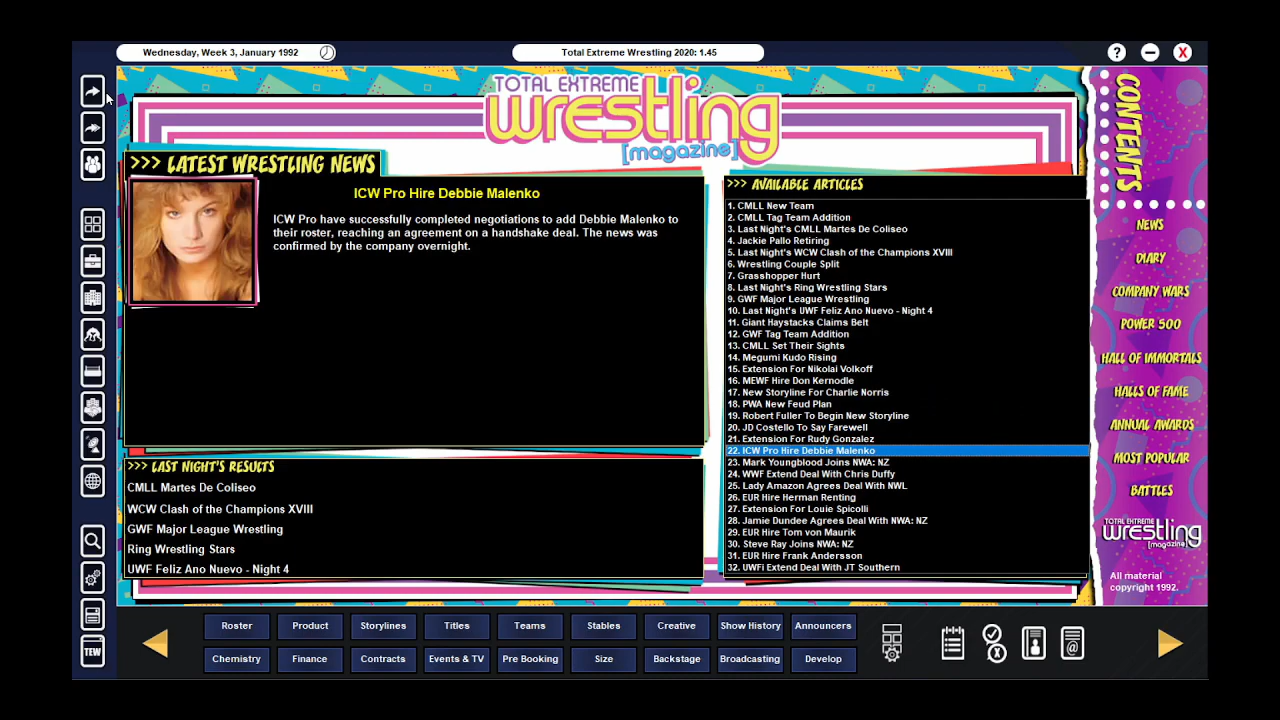 Wednesday, Week 3, January 1992
Total Extreme Wrestling 2020: 1.45
?
X
TOTAL EXTREME
wrestling
[magazine]
>>> LATEST WRESTLING NEWS
ICW Pro Hire Debbie Malenko
ICW Pro have successfully completed negotiations to add Debbie Malenko to
their roster, reaching an agreement on a handshake deal. The news was
confirmed by the company overnight.
>>> LAST NIGHT'S RESULTS
CMLL Martes De Coliseo
WCW Clash of the Champions XVIII
GWF Major League Wrestling
Ring Wrestling Stars
UWF Feliz Ano Nuevo - Night 4
>>> AVAILABLE ARTICLES
1. CMLL New Team
2. CMLL Tag Team Addition
3. Last Night's CMLL Martes De Coliseo
4. Jackie Pallo Retiring
5. Last Night's WCW Clash of the Champions XVIII
6. Wrestling Couple Split
7. Grasshopper Hurt
8. Last Night's Ring Wrestling Stars
9. GWF Major League Wrestling
10. Last Night's UWF Feliz Ano Nuevo - Night 4
11. Giant Haystacks Claims Belt
12. GWF Tag Team Addition
13. CMLL Set Their Sights
14. Megumi Kudo Rising
15. Extension For Nikolai Volkoff
16. MEWF Hire Don Kernodle
17. New Storyline For Charlie Norris
18. PWA New Feud Plan
19. Robert Fuller To Begin New Storyline
20. JD Costello To Say Farewell
21. Extension For Rudy Gonzalez
22. ICW Pro Hire Debbie Malenko
23. Mark Youngblood Joins NWA: NZ
24. WWF Extend Deal With Chris Duffy
25. Lady Amazon Agrees Deal With NWL
26. EUR Hire Herman Renting
27. Extension For Louie Spicolli
28. Jamie Dundee Agrees Deal With NWA: NZ
29. EUR Hire Tom von Maurik
30. Steve Ray Joins NWA: NZ
31. EUR Hire Frank Andersson
32. UWFi Extend Deal With JT Southern
CONTENTS
NEWS
DIARY
COMPANY WARS
POWER 500
HALL OF IMMORTALS
HALLS OF FAME
ANNUAL AWARDS
MOST POPULAR
BATTLES
TOTAL EXTREME
wrestling
[magazine]
All material
copyright 1992.
TEW
Roster
Product
Storylines
Titles
Teams
Stables
Creative
Show History
Announcers
Chemistry
Finance
Contracts
Events & TV
Pre Booking
Size
Backstage
Broadcasting
Develop
@